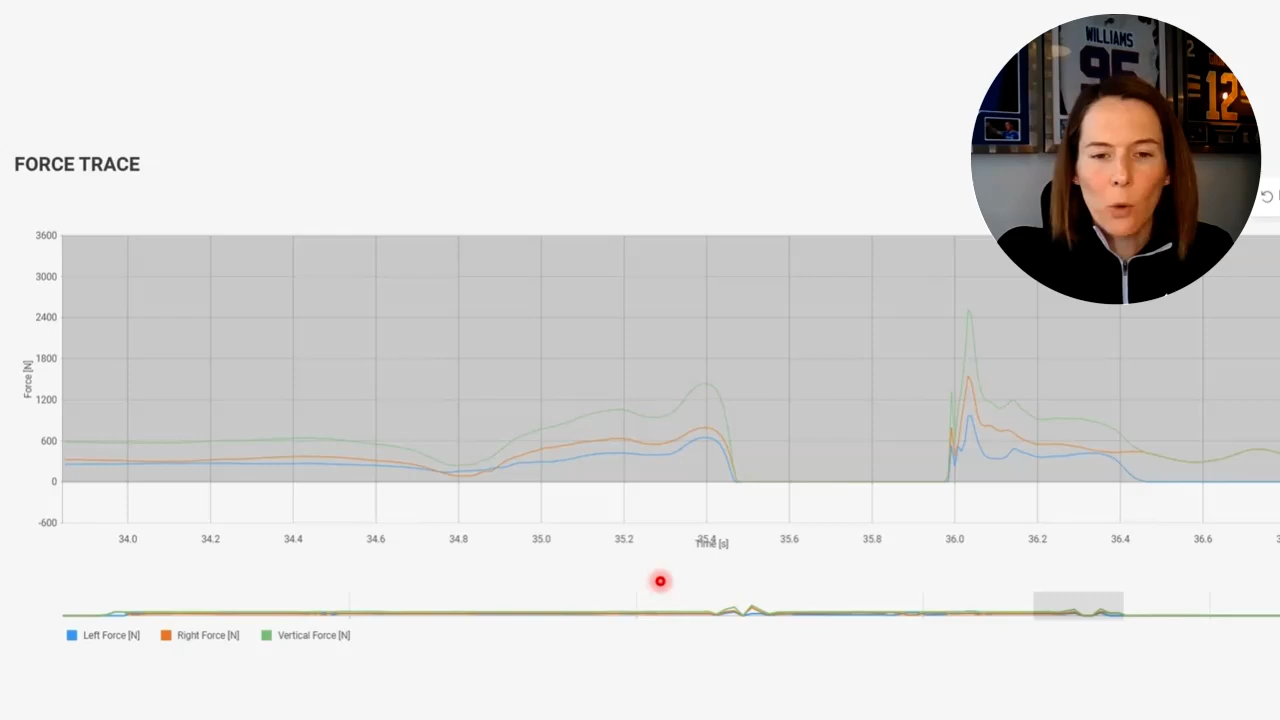 WILLIAMS
95
2
12
FORCE TRACE
3600
3000
2400
1800
1200
600
0
-600
Force [N]
34.0 34.2 34.4 34.6 34.8 35.0 35.2 35.4 35.6 35.8 36.0 36.2 36.4 36.6
Time [s]
Left Force [N] Right Force [N] Vertical Force [N]